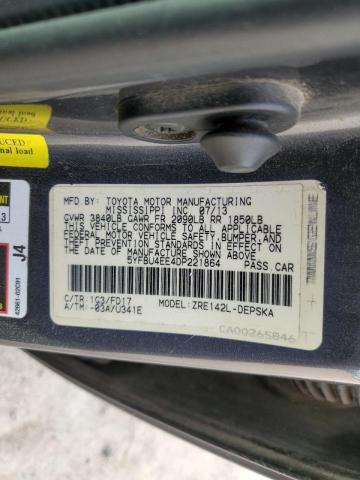 MFD.BY: TOYOTA MOTOR MANUFACTURING
MISSISSIPPI, INC 07/13
GVWR 3840LB GAWR FR 2090LB RR 1850LB
THIS VEHICLE CONFORMS TO ALL APPLICABLE
FEDERAL MOTOR VEHICLE SAFETY, BUMPER, AND
THEFT PREVENTION STANDARDS IN EFFECT ON
THE DATE OF MANUFACTURE SHOWN ABOVE.
5YFBU4EE4DP221864 PASS.CAR
C/TR:1G3/FD17 MODEL:ZRE142L-DEPSKA
A/TM:-03A/U341E
CA00265846
J4